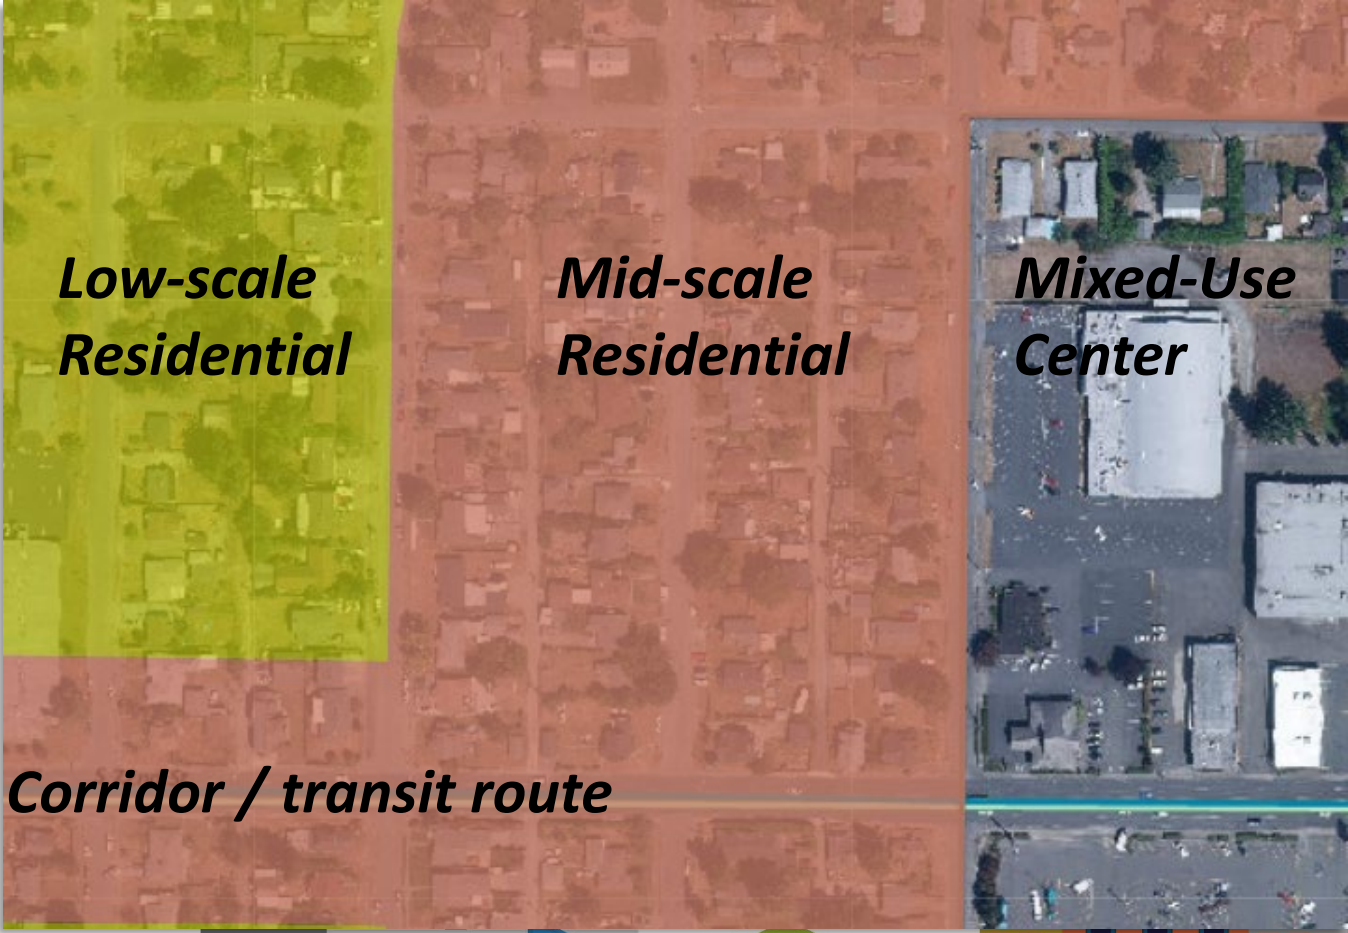 Low-scale
Residential
Mid-scale
Residential
Mixed-Use
Center
Corridor / transit route